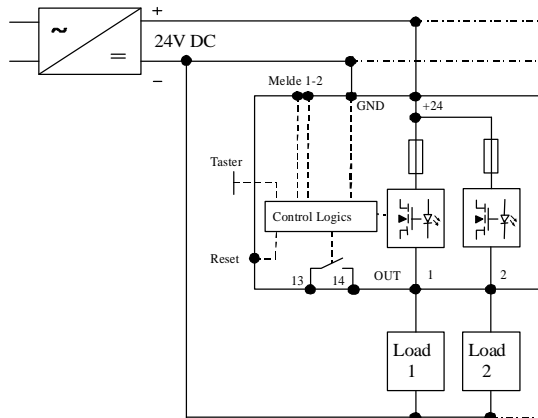 +
24V DC
−
Melde 1-2
GND
+24
Taster
Control Logics
Reset
13
14
OUT
1
2
Load
1
Load
2